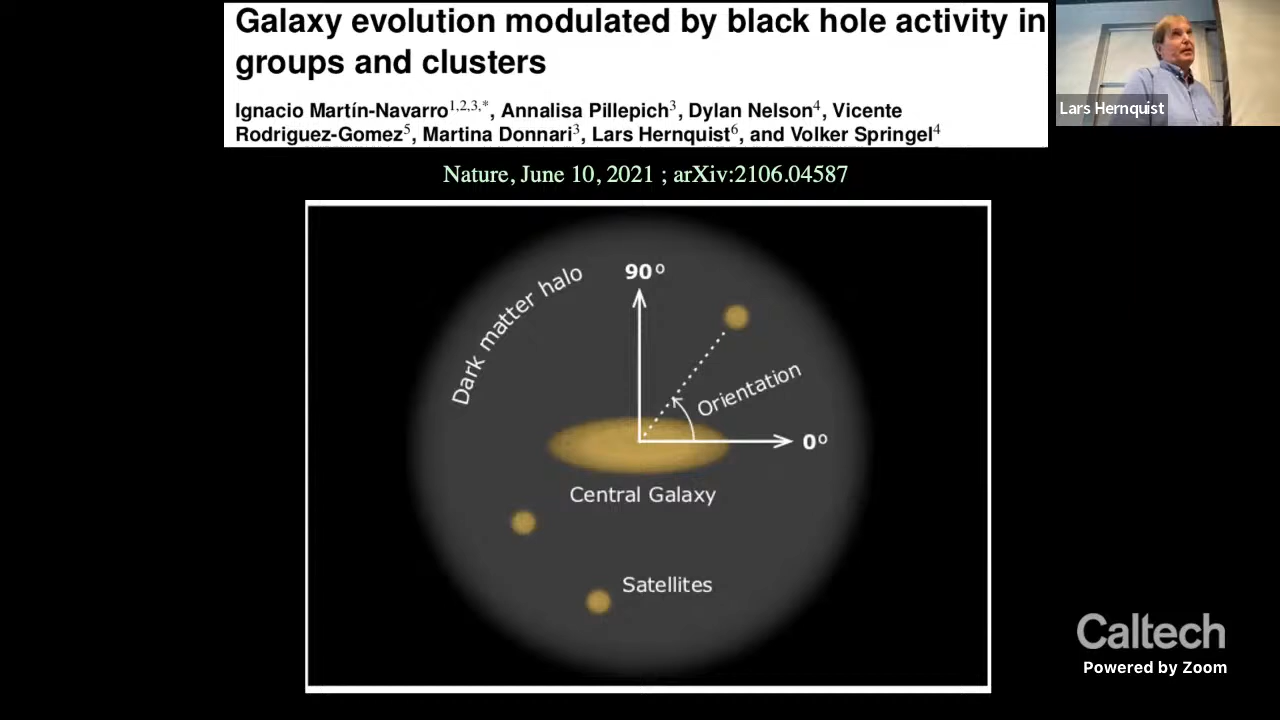 Galaxy evolution modulated by black hole activity in
groups and clusters
Ignacio Martín-Navarro1,2,3,*, Annalisa Pillepich3, Dylan Nelson4, Vicente
Rodriguez-Gomez5, Martina Donnari3, Lars Hernquist6, and Volker Springel4
Lars Hernquist
Nature, June 10, 2021 ; arXiv:2106.04587
Dark matter halo
90º
Orientation
0º
Central Galaxy
Satellites
Caltech
Powered by Zoom